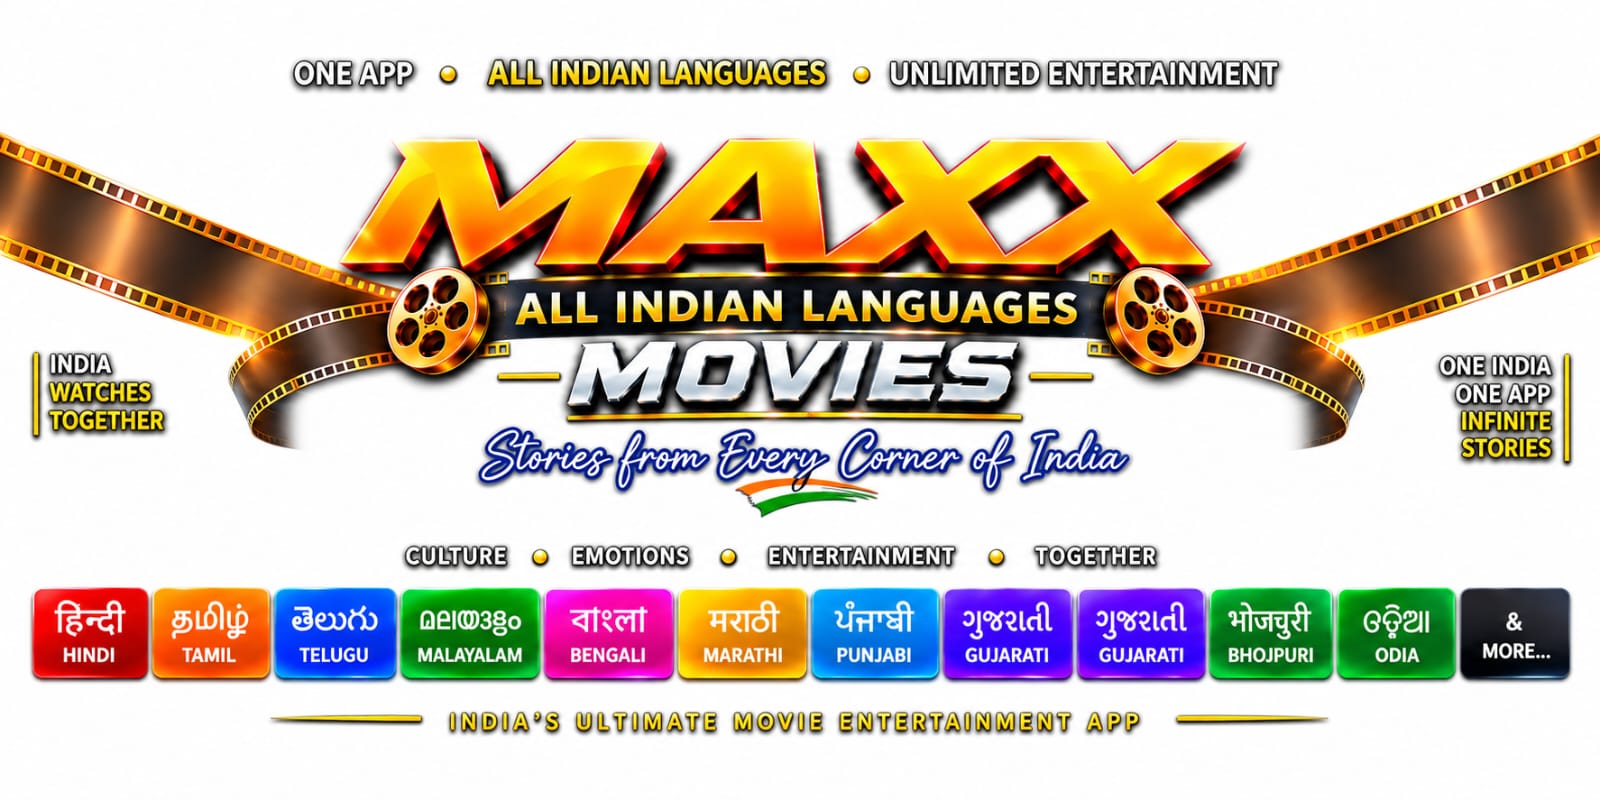 ONE APP • ALL INDIAN LANGUAGES • UNLIMITED ENTERTAINMENT
MAXX
ALL INDIAN LANGUAGES
MOVIES
Stories from Every Corner of India
INDIA
WATCHES
TOGETHER
ONE INDIA
ONE APP
INFINITE
STORIES
CULTURE • EMOTIONS • ENTERTAINMENT • TOGETHER
हिन्दी
HINDI
தமிழ்
TAMIL
తెలుగు
TELUGU
MALAYALAM
বাংলা
BENGALI
मराठी
MARATHI
ਪੰਜਾਬੀ
PUNJABI
ગુજરાતી
GUJARATI
ગુજરાતી
GUJARATI
भोजपुरी
BHOJPURI
ଓଡ଼ିଆ
ODIA
&
MORE...
INDIA'S ULTIMATE MOVIE ENTERTAINMENT APP